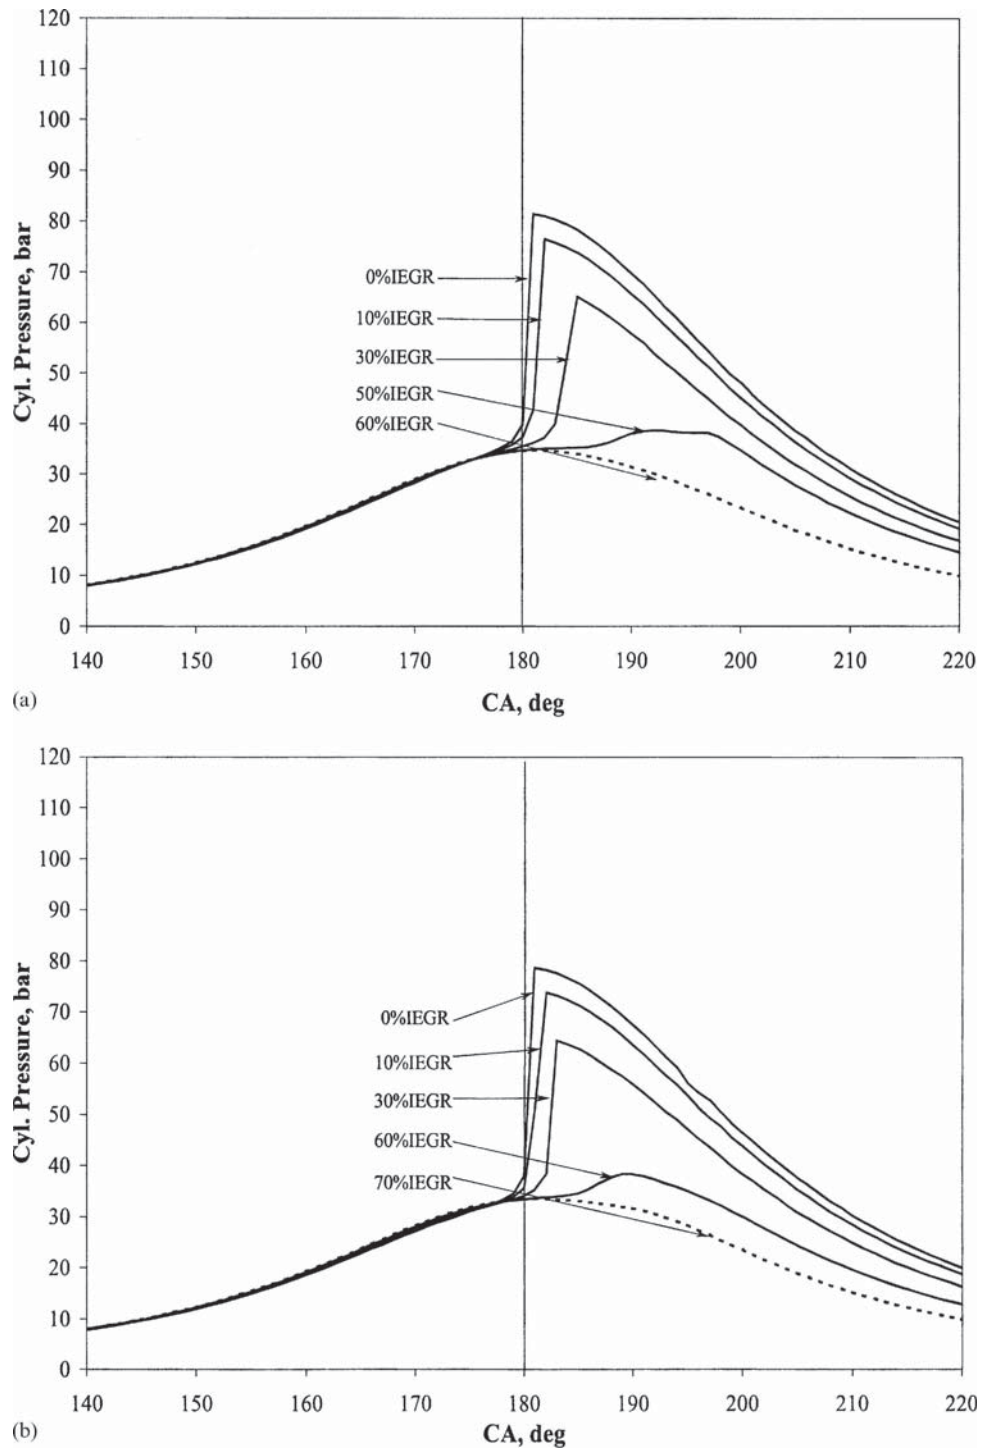 120
110
100
90
80
70
60
50
40
30
20
10
0
Cyl. Pressure, bar
0%IEGR
10%IEGR
30%IEGR
50%IEGR
60%IEGR
140 150 160 170 180 190 200 210 220
(a)
CA, deg
120
110
100
90
80
70
60
50
40
30
20
10
0
Cyl. Pressure, bar
0%IEGR
10%IEGR
30%IEGR
60%IEGR
70%IEGR
140 150 160 170 180 190 200 210 220
(b)
CA, deg